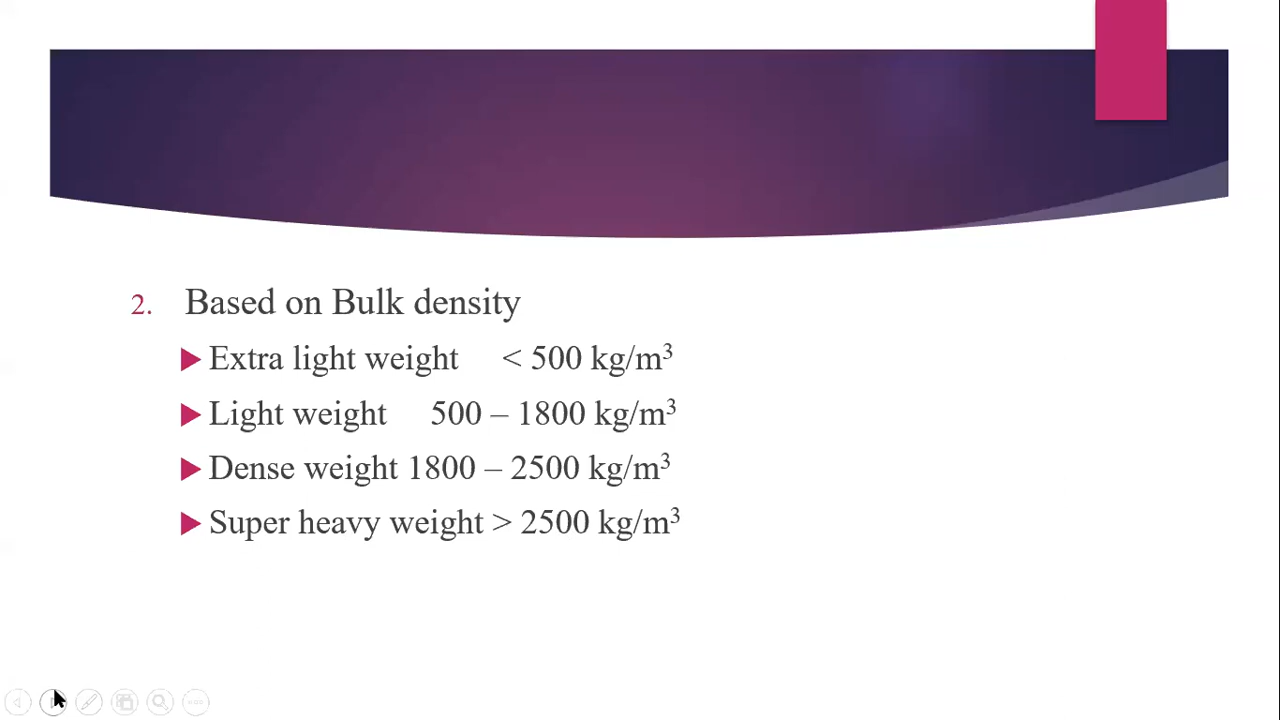 2. Based on Bulk density
Extra light weight < 500 kg/m³
Light weight 500 – 1800 kg/m³
Dense weight 1800 – 2500 kg/m³
Super heavy weight > 2500 kg/m³